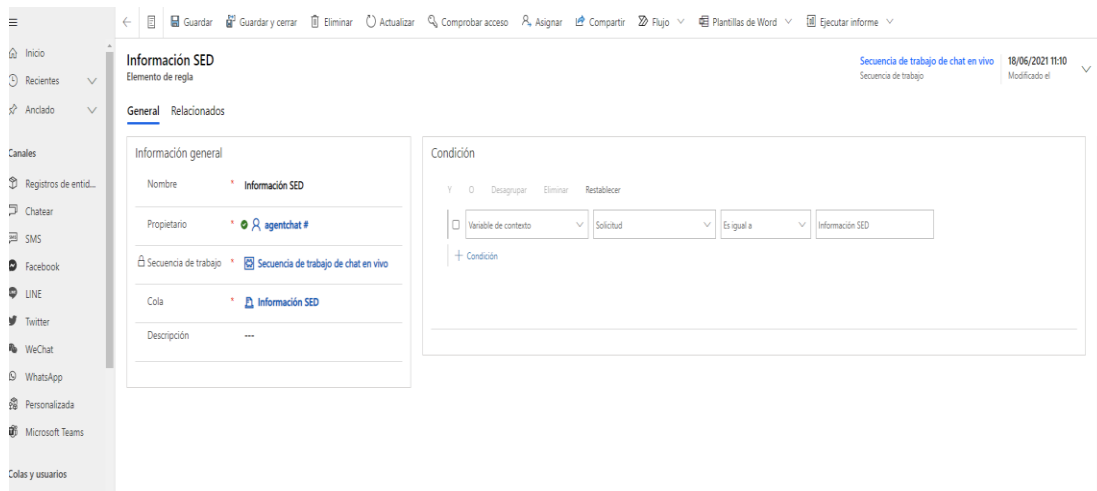 Guardar
Guardar y cerrar
Eliminar
Actualizar
Comprobar acceso
Asignar
Compartir
Flujo
Plantillas de Word
Ejecutar informe
Inicio
Recientes
Anclado
Canales
Registros de entid...
Chatear
SMS
Facebook
LINE
Twitter
WeChat
WhatsApp
Personalizada
Microsoft Teams
Colas y usuarios
Información SED
Elemento de regla
Secuencia de trabajo de chat en vivo
Secuencia de trabajo
18/06/2021 11:10
Modificado el
General Relacionados
Información general
Nombre * Información SED
Propietario * agentchat #
Secuencia de trabajo * Secuencia de trabajo de chat en vivo
Cola * Información SED
Descripción ---
Condición
Y O Desagrupar Eliminar Restablecer
Variable de contexto Solicitud Es igual a Información SED
+ Condición